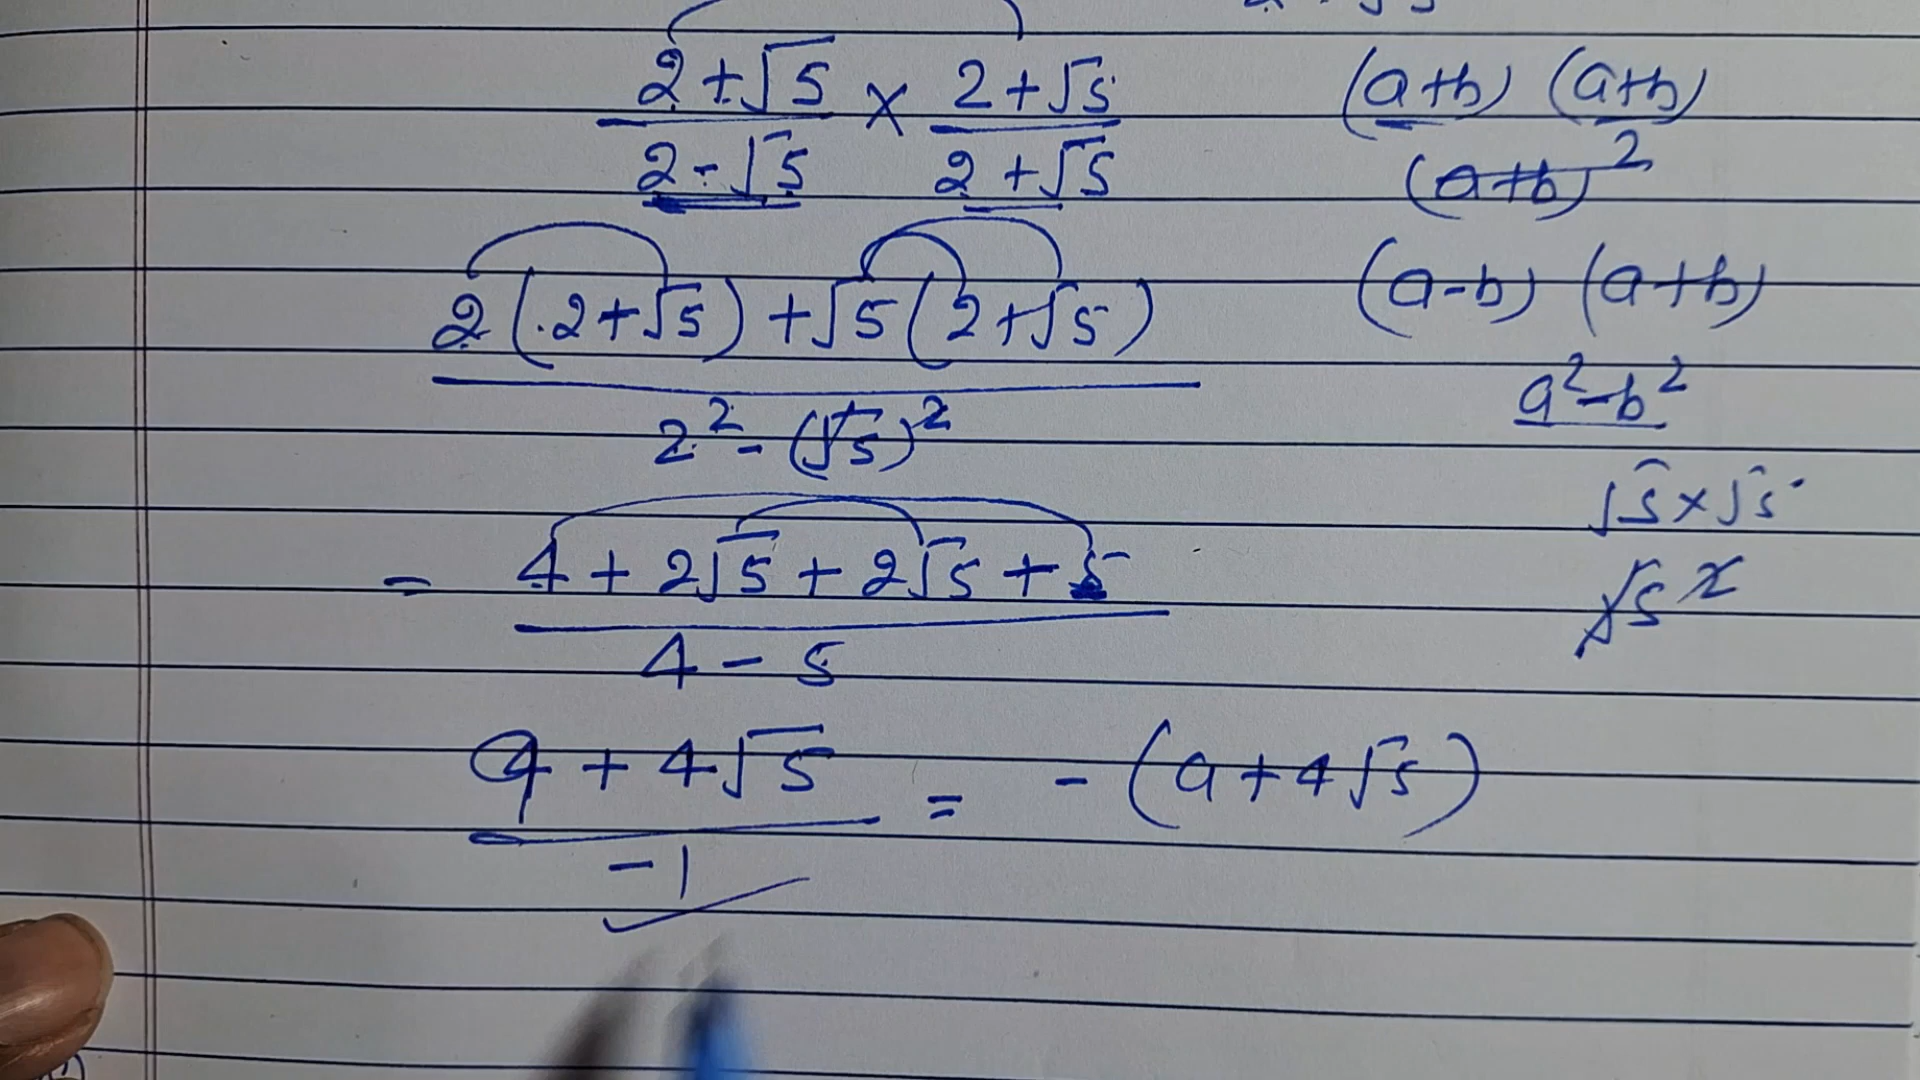 2+√5 / 2-√5 × 2+√5 / 2+√5
(a+b) (a+b)
(a+b)²
2(2+√5) + √5(2+√5) / 2² - (√5)²
(a-b) (a+b)
a²-b²
√5×√5
√5²
= 4 + 2√5 + 2√5 + 5 / 4 - 5
9 + 4√5 / -1 = -(9+4√5)